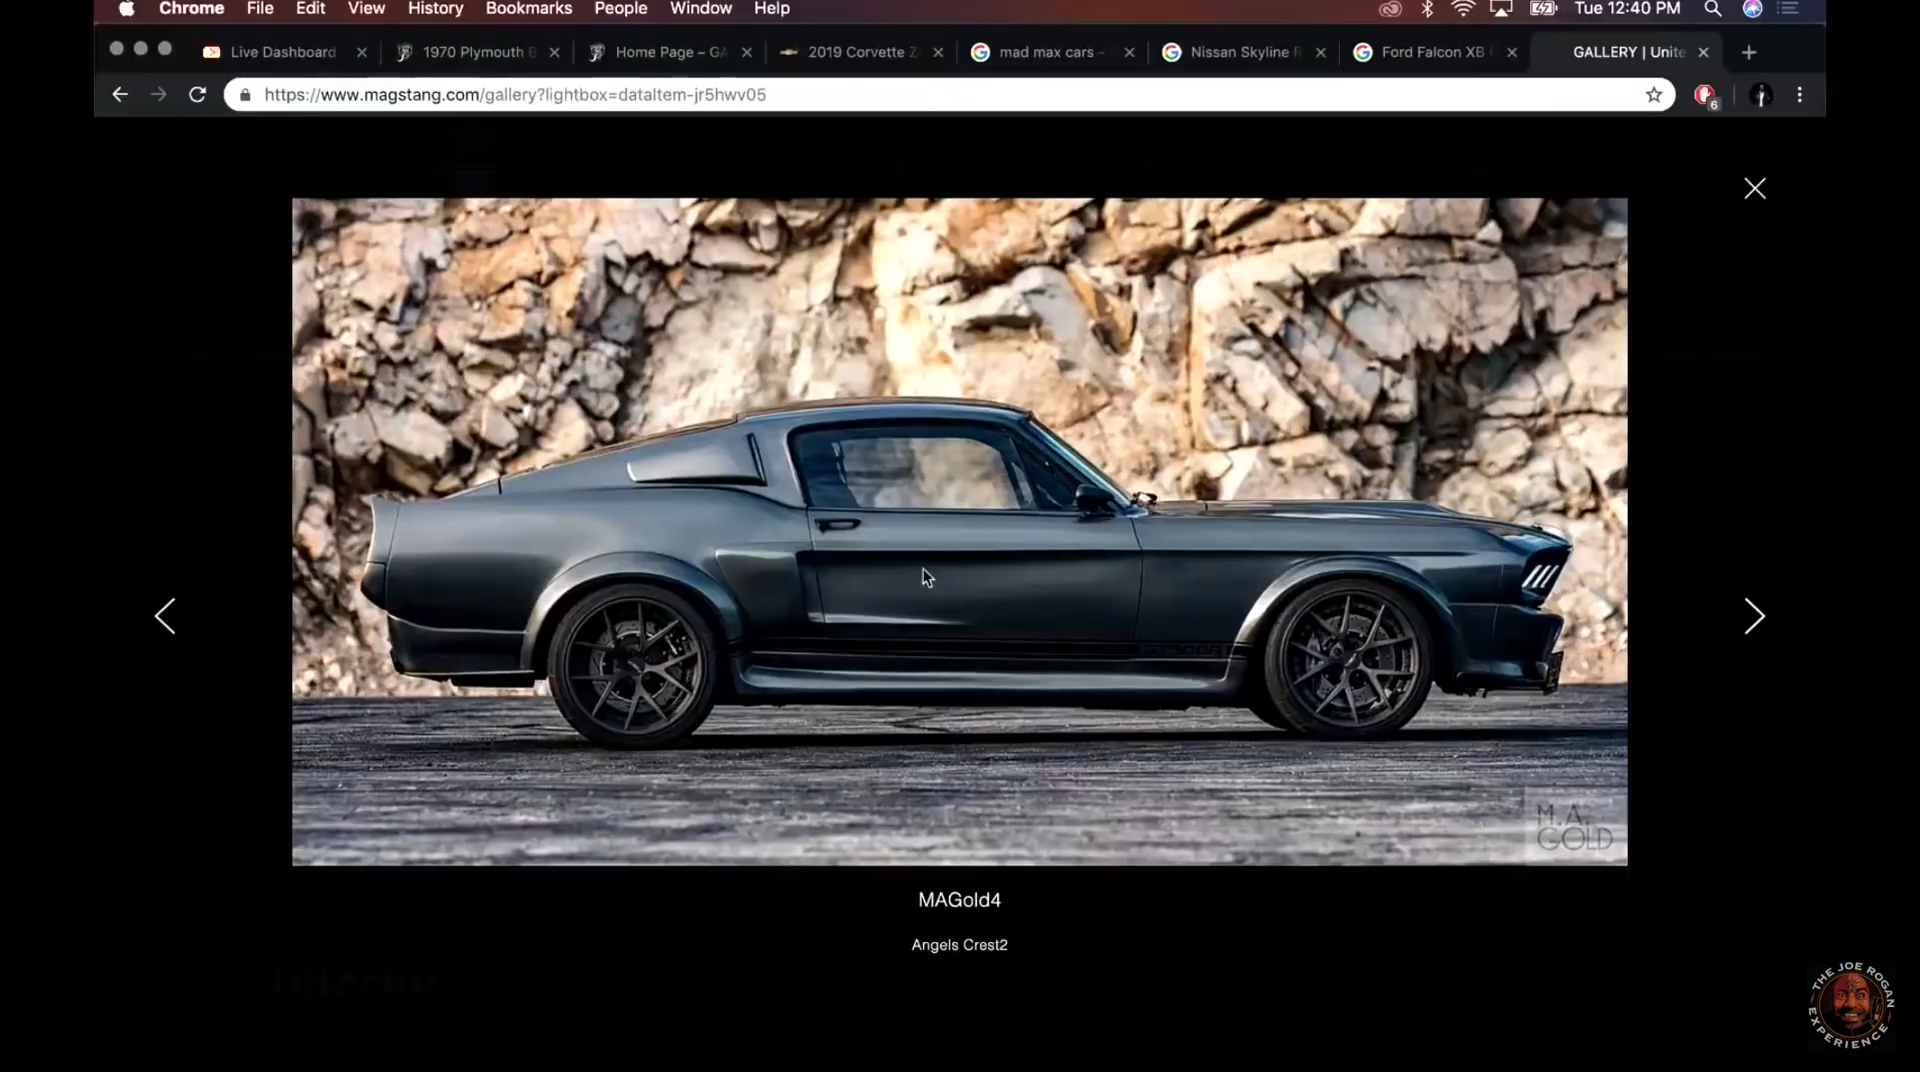 Chrome File Edit View History Bookmarks People Window Help Tue 12:40 PM
Live Dashboard 1970 Plymouth Home Page – GA 2019 Corvette Z mad max cars - Nissan Skyline R Ford Falcon XB GALLERY | Unite
https://www.magstang.com/gallery?lightbox=dataItem-jr5hwv05
6
M.A.
GOLD
MAGold4
Angels Crest2
THE JOE ROGAN
EXPERIENCE